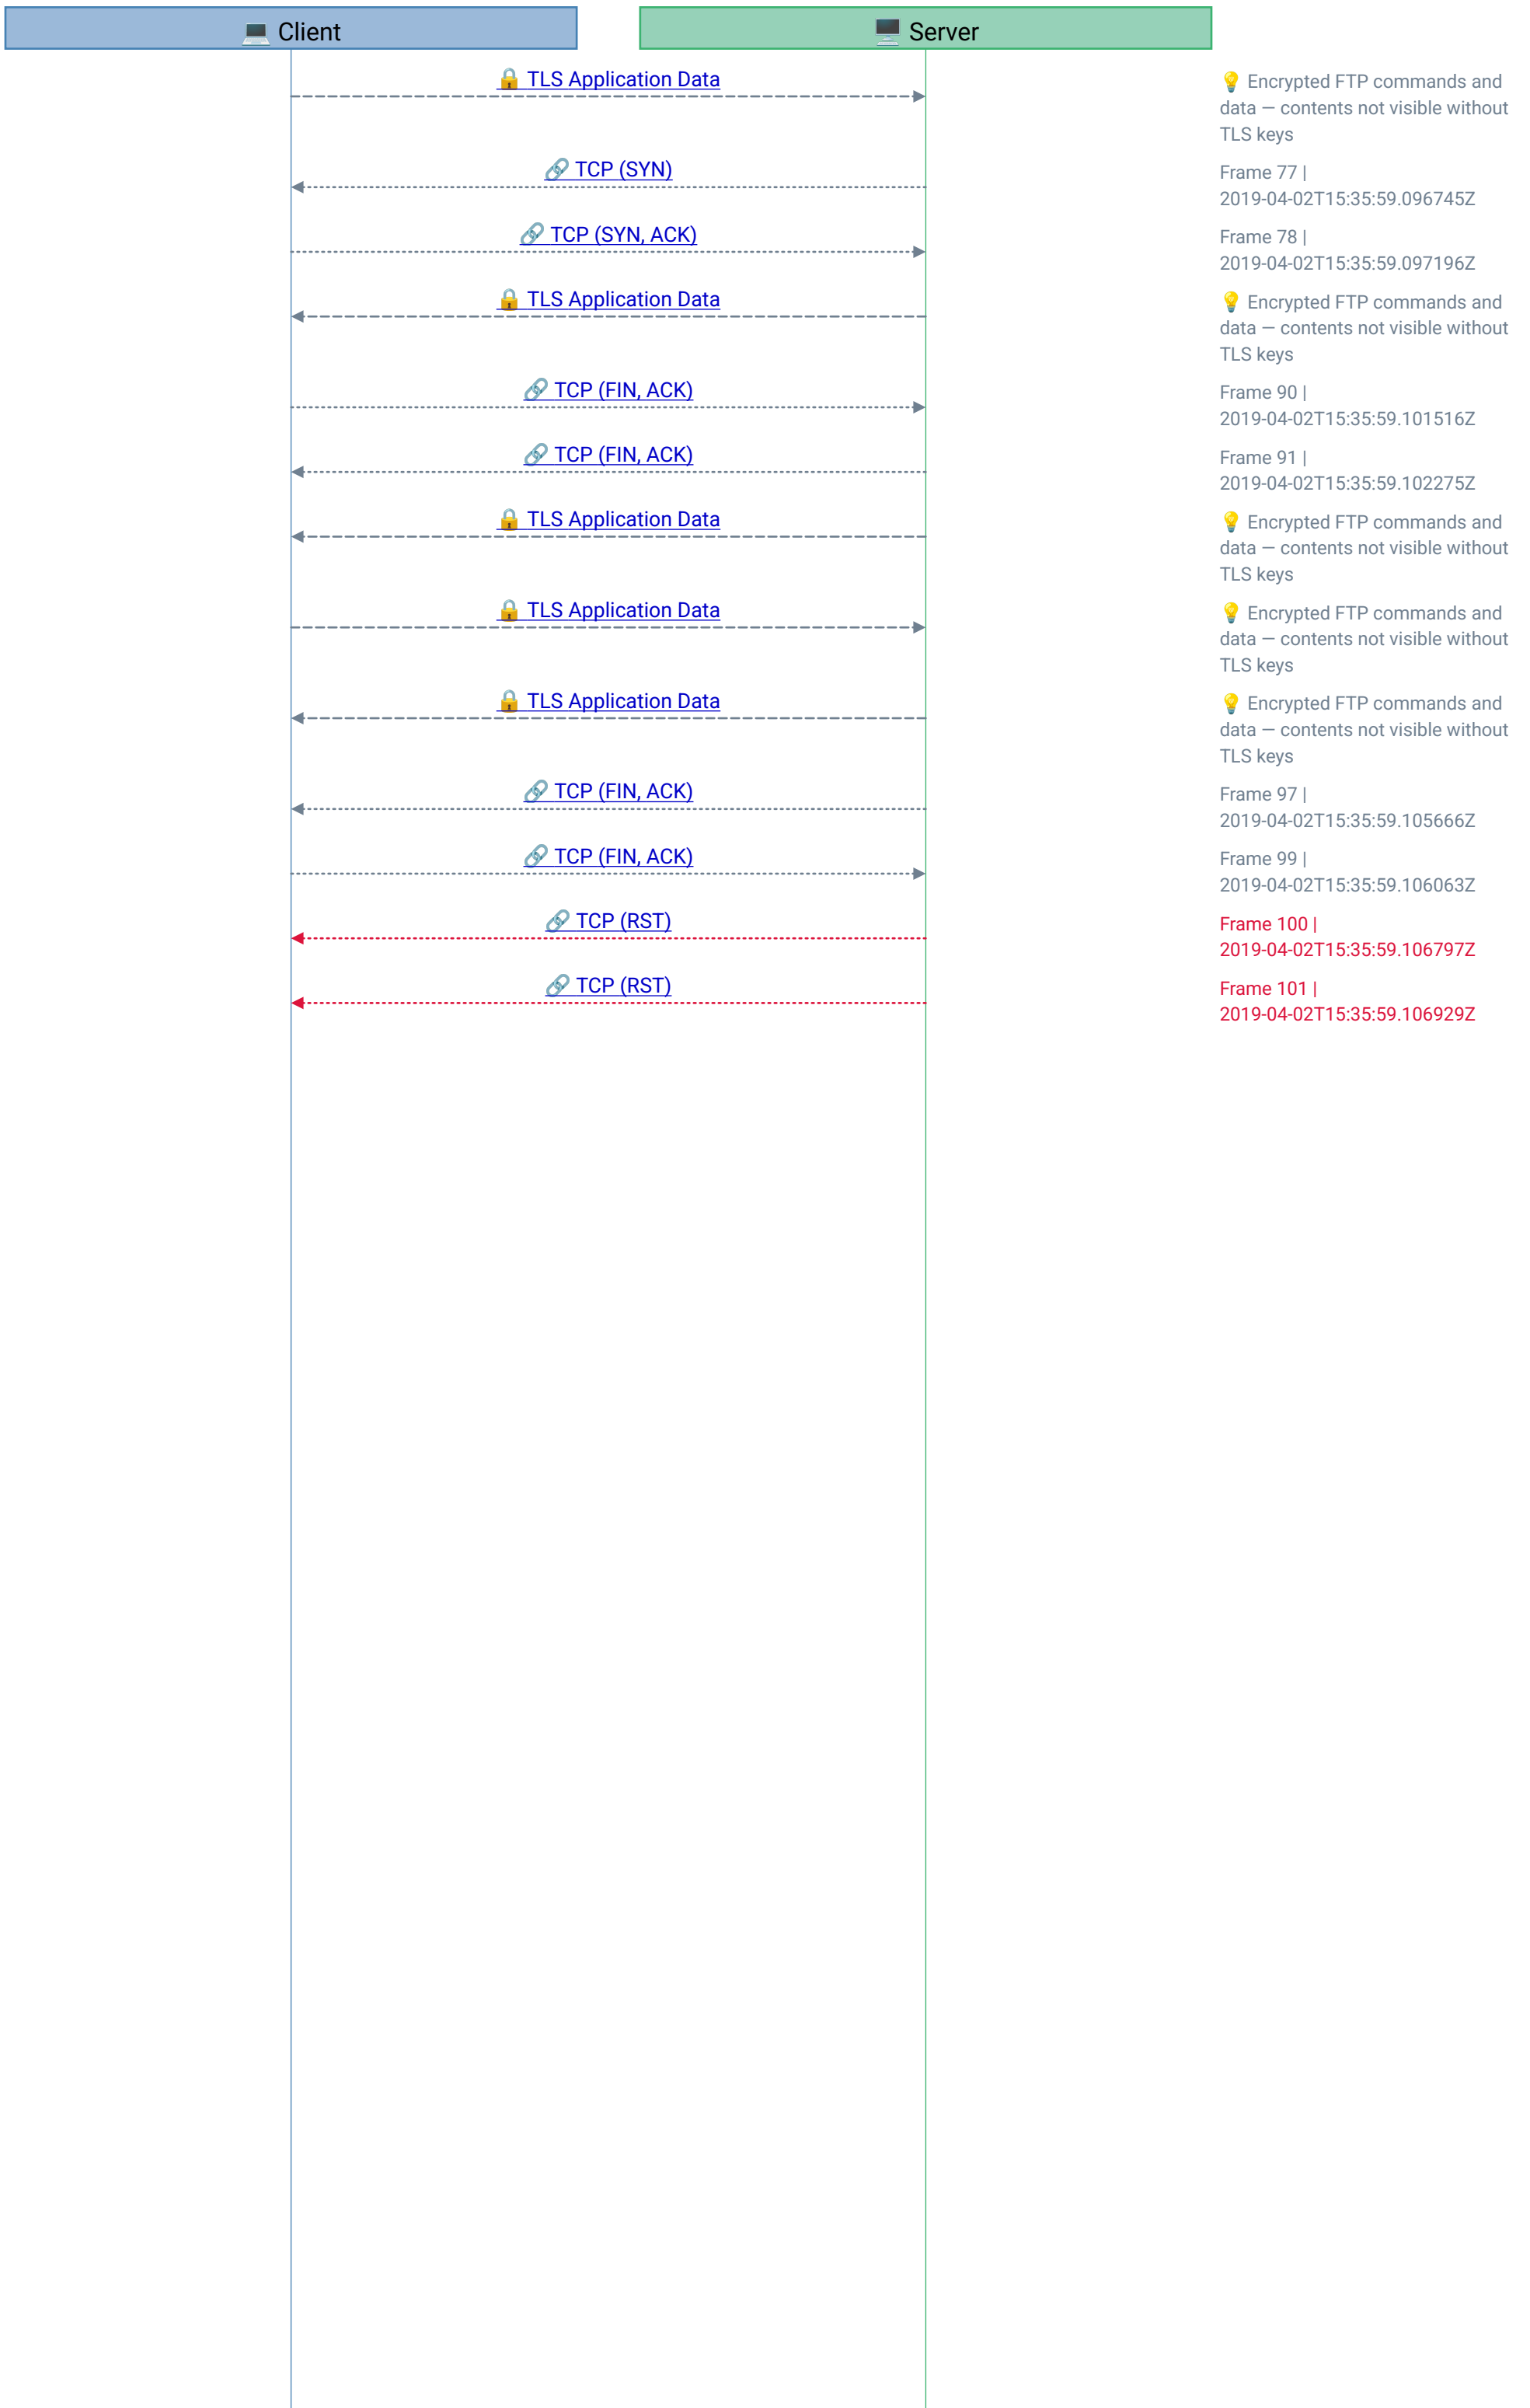 💻 Client
🖥️ Server
🔒 TLS Application Data
💡 Encrypted FTP commands and
data — contents not visible without
TLS keys
🔗 TCP (SYN)
Frame 77 |
2019-04-02T15:35:59.096745Z
🔗 TCP (SYN, ACK)
Frame 78 |
2019-04-02T15:35:59.097196Z
🔒 TLS Application Data
💡 Encrypted FTP commands and
data — contents not visible without
TLS keys
🔗 TCP (FIN, ACK)
Frame 90 |
2019-04-02T15:35:59.101516Z
🔗 TCP (FIN, ACK)
Frame 91 |
2019-04-02T15:35:59.102275Z
🔒 TLS Application Data
💡 Encrypted FTP commands and
data — contents not visible without
TLS keys
🔒 TLS Application Data
💡 Encrypted FTP commands and
data — contents not visible without
TLS keys
🔒 TLS Application Data
💡 Encrypted FTP commands and
data — contents not visible without
TLS keys
🔗 TCP (FIN, ACK)
Frame 97 |
2019-04-02T15:35:59.105666Z
🔗 TCP (FIN, ACK)
Frame 99 |
2019-04-02T15:35:59.106063Z
🔗 TCP (RST)
Frame 100 |
2019-04-02T15:35:59.106797Z
🔗 TCP (RST)
Frame 101 |
2019-04-02T15:35:59.106929Z